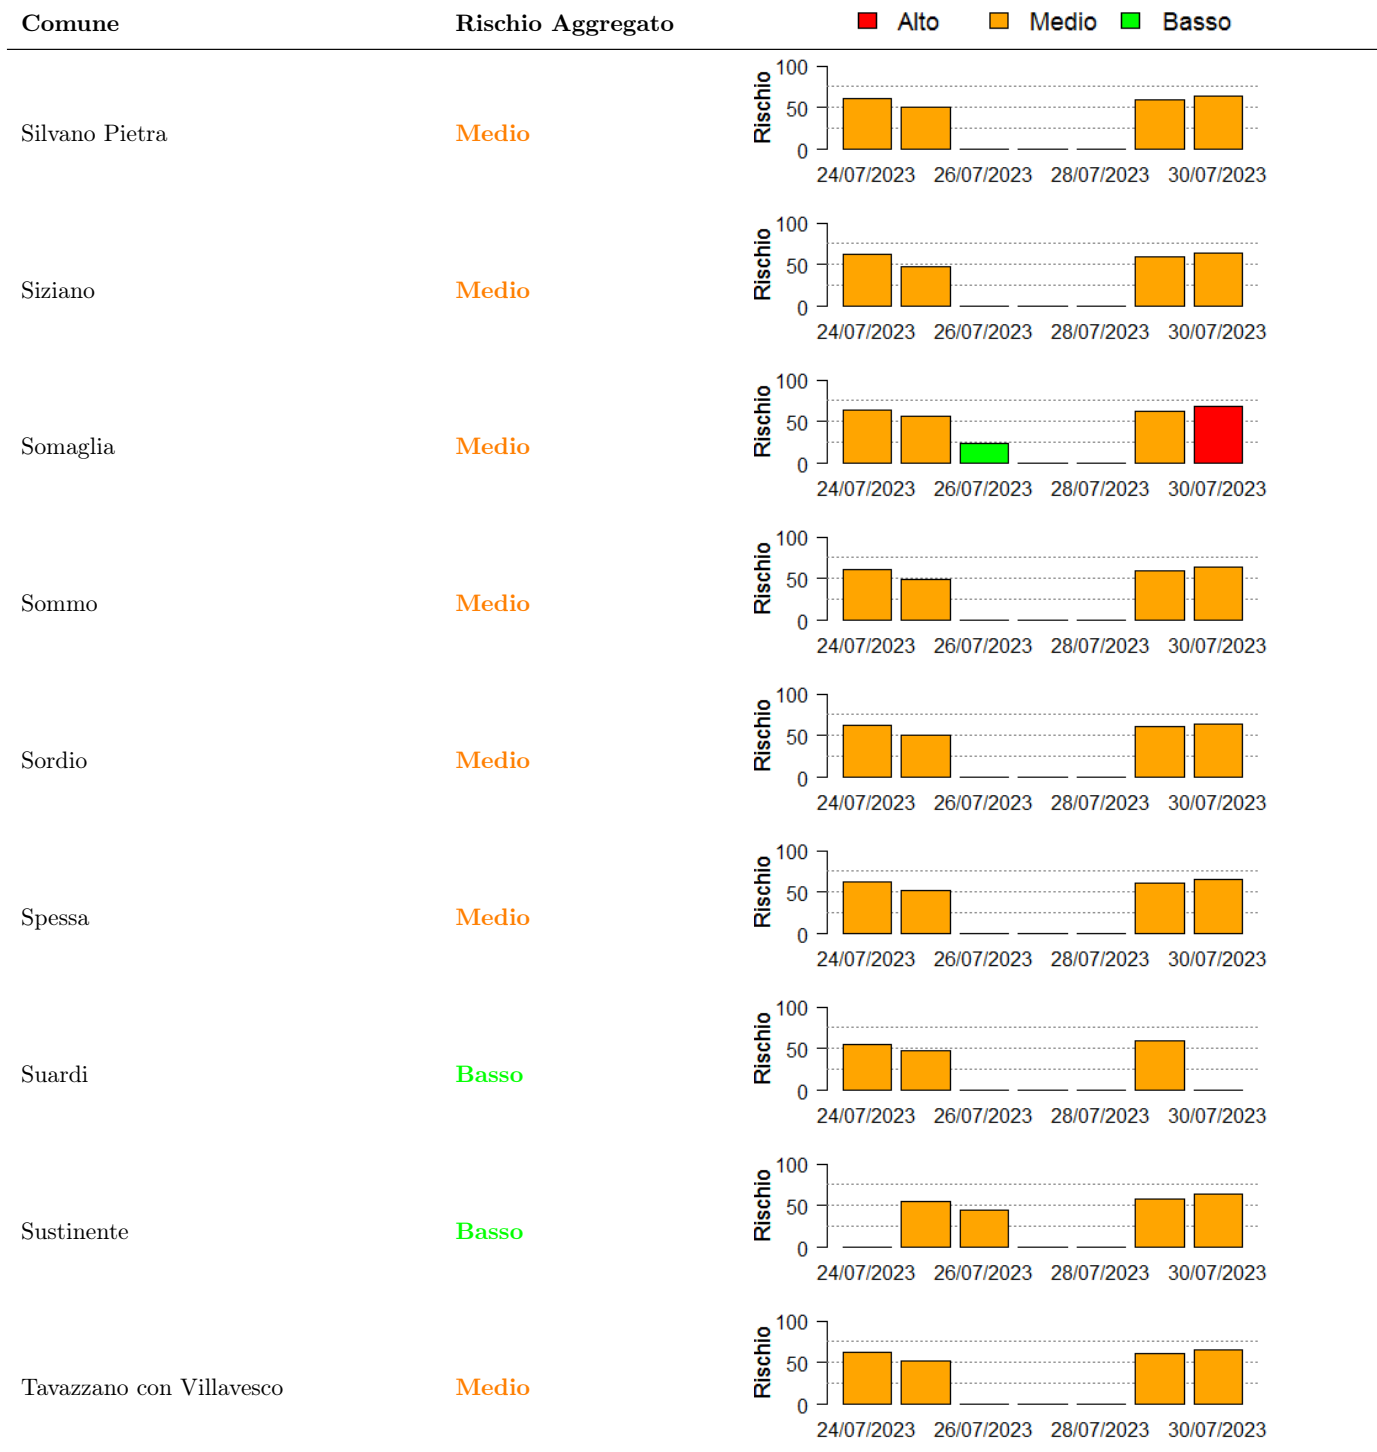 Comune Rischio Aggregato Alto Medio Basso
Silvano Pietra Medio
Rischio
100
50
0
24/07/2023 26/07/2023 28/07/2023 30/07/2023
Siziano Medio
Rischio
100
50
0
24/07/2023 26/07/2023 28/07/2023 30/07/2023
Somaglia Medio
Rischio
100
50
0
24/07/2023 26/07/2023 28/07/2023 30/07/2023
Sommo Medio
Rischio
100
50
0
24/07/2023 26/07/2023 28/07/2023 30/07/2023
Sordio Medio
Rischio
100
50
0
24/07/2023 26/07/2023 28/07/2023 30/07/2023
Spessa Medio
Rischio
100
50
0
24/07/2023 26/07/2023 28/07/2023 30/07/2023
Suardi Basso
Rischio
100
50
0
24/07/2023 26/07/2023 28/07/2023 30/07/2023
Sustinente Basso
Rischio
100
50
0
24/07/2023 26/07/2023 28/07/2023 30/07/2023
Tavazzano con Villavesco Medio
Rischio
100
50
0
24/07/2023 26/07/2023 28/07/2023 30/07/2023